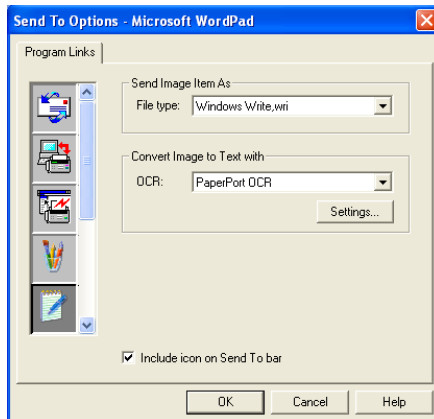 Send To Options - Microsoft WordPad
Program Links
Send Image Item As
File type: Windows Write,wri
Convert Image to Text with
OCR: PaperPort OCR
Settings...
Include icon on Send To bar
OK Cancel Help